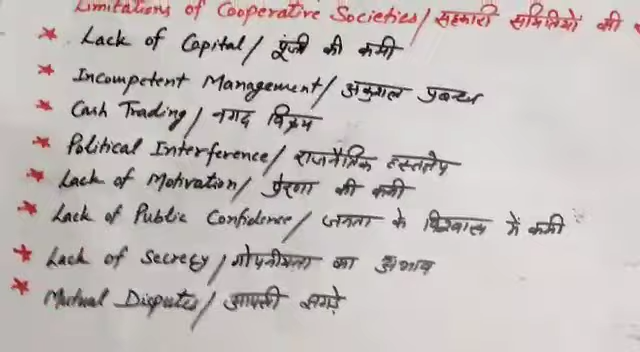 Limitations of Cooperative Societies/ सहकारी समितियों की
* Lack of Capital/ पूंजी की कमी
* Incompetent Management/ अकुशल प्रबन्ध
* Cash Trading/ नगद विक्रय
* Political Interference/ राजनैतिक हस्तक्षेप
* Lack of Motivation/ प्रेरणा की कमी
* Lack of Public Confidence/ जनता के विश्वास में कमी
* Lack of Secrecy/ गोपनीयता का अभाव
* Mutual Disputes/ आपसी झगड़े